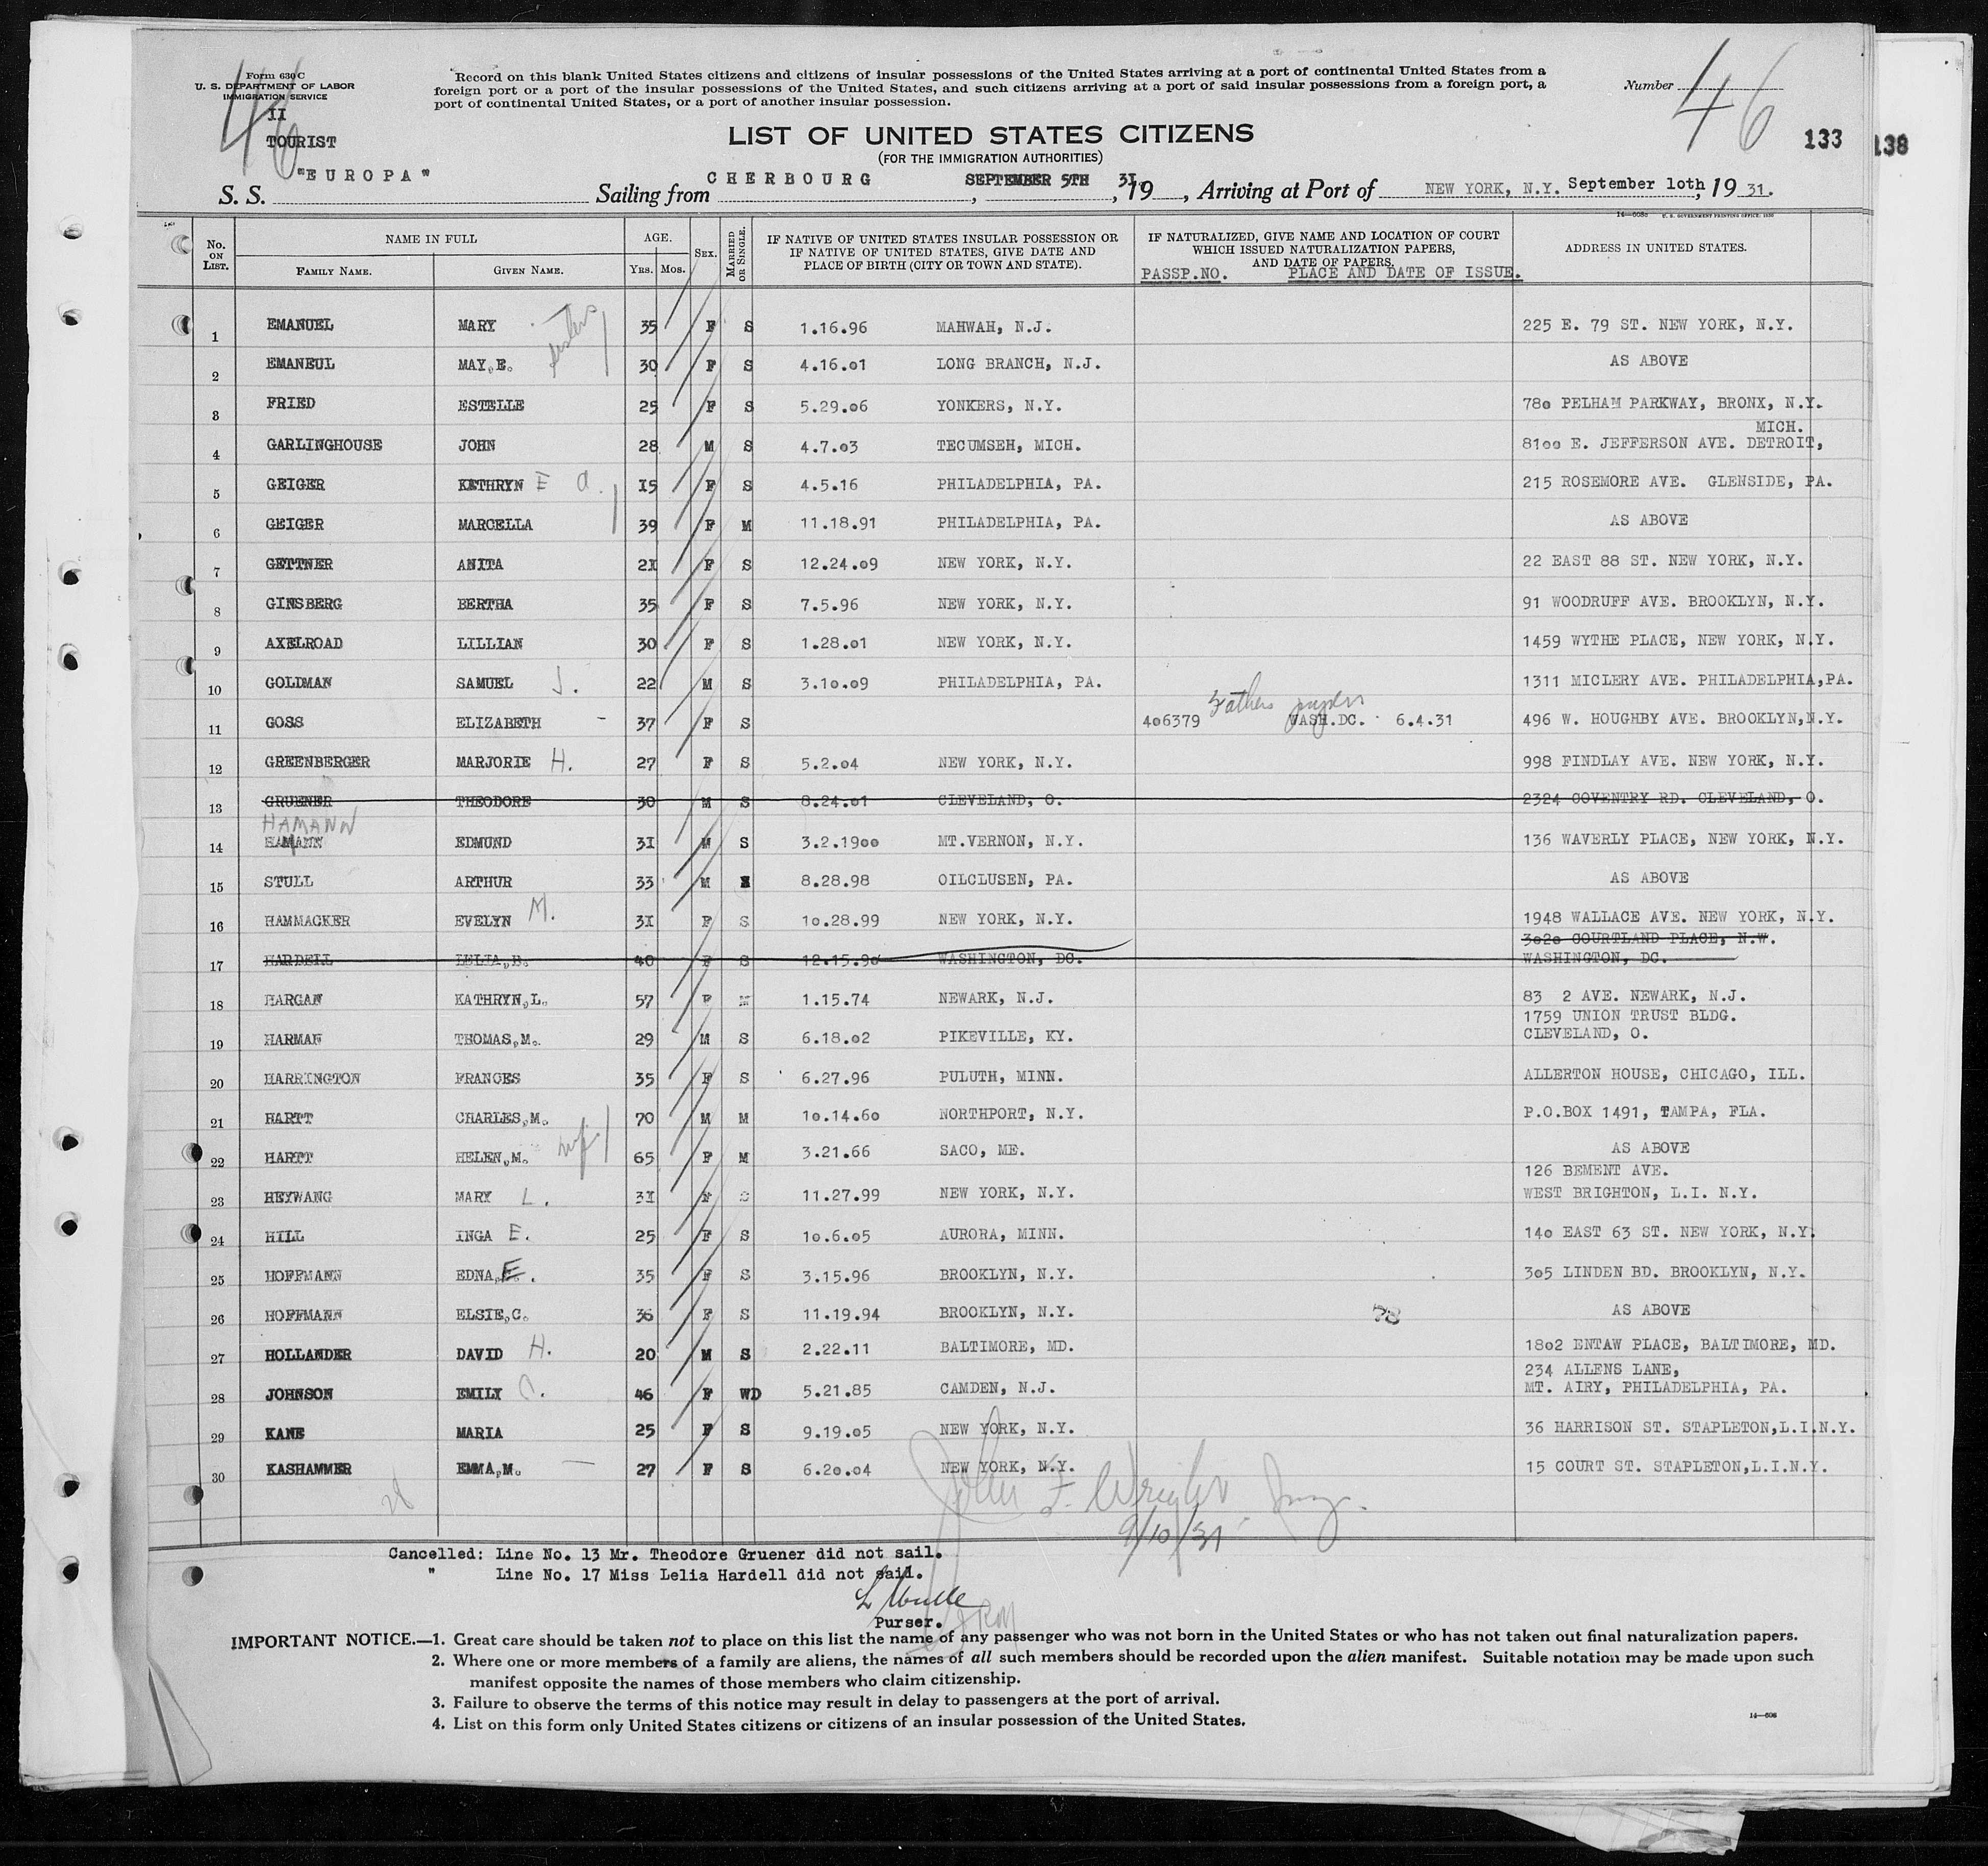 Form 630 C
U. S. DEPARTMENT OF LABOR
IMMIGRATION SERVICE
II
TOURIST
46
Record on this blank United States citizens and citizens of insular possessions of the United States arriving at a port of continental United States from a
foreign port or a port of the insular possessions of the United States, and such citizens arriving at a port of said insular possessions from a foreign port, a
port of continental United States, or a port of another insular possession.
Number 46
133
138
LIST OF UNITED STATES CITIZENS
(FOR THE IMMIGRATION AUTHORITIES)
S. S. "EUROPA" Sailing from CHERBOURG, SEPTEMBER 5TH, 1931, Arriving at Port of NEW YORK, N.Y. September 10th, 19 31.
14—608c U. S. GOVERNMENT PRINTING OFFICE: 1930
No. ON LIST. NAME IN FULL AGE. SEX. MARRIED OR SINGLE. IF NATIVE OF UNITED STATES INSULAR POSSESSION OR IF NATIVE OF UNITED STATES, GIVE DATE AND PLACE OF BIRTH (CITY OR TOWN AND STATE). IF NATURALIZED, GIVE NAME AND LOCATION OF COURT WHICH ISSUED NATURALIZATION PAPERS, AND DATE OF PAPERS. ADDRESS IN UNITED STATES.
FAMILY NAME. GIVEN NAME. YRS. MOS. PASSP.NO. PLACE AND DATE OF ISSUE.
1 EMANUEL MARY sisters 35 F S 1.16.96 MAHWAH, N.J. 225 E. 79 ST. NEW YORK, N.Y.
2 EMANEUL MAY,E. 30 F S 4.16.01 LONG BRANCH, N.J. AS ABOVE
3 FRIED ESTELLE 25 F S 5.29.06 YONKERS, N.Y. 780 PELHAM PARKWAY, BRONX, N.Y.
4 GARLINGHOUSE JOHN 28 M S 4.7.03 TECUMSEH, MICH. 8100 E. JEFFERSON AVE. DETROIT, MICH.
5 GEIGER KATHRYN E a. 15 F S 4.5.16 PHILADELPHIA, PA. 215 ROSEMORE AVE. GLENSIDE, PA.
6 GEIGER MARCELLA 39 F M 11.18.91 PHILADELPHIA, PA. AS ABOVE
7 GETTNER ANITA 21 F S 12.24.09 NEW YORK, N.Y. 22 EAST 88 ST. NEW YORK, N.Y.
8 GINSBERG BERTHA 35 F S 7.5.96 NEW YORK, N.Y. 91 WOODRUFF AVE. BROOKLYN, N.Y.
9 AXELROAD LILLIAN 30 F S 1.28.01 NEW YORK, N.Y. 1459 WYTHE PLACE, NEW YORK, N.Y.
10 GOLDMAN SAMUEL J. 22 M S 3.10.09 PHILADELPHIA, PA. 1311 MICLERY AVE. PHILADELPHIA,PA.
11 GOSS ELIZABETH - 37 F S 406379 Fathers papers WASH.DC. 6.4.31 496 W. HOUGHBY AVE. BROOKLYN,N.Y.
12 GREENBERGER MARJORIE H. 27 F S 5.2.04 NEW YORK, N.Y. 998 FINDLAY AVE. NEW YORK, N.Y.
13 GRUENER THEODORE 30 M S 8.24.01 CLEVELAND, O. 2324 COVENTRY RD. CLEVELAND, O.
HAMANN
14 HAMANN EDMUND 31 M S 3.2.1900 MT.VERNON, N.Y. 136 WAVERLY PLACE, NEW YORK, N.Y.
15 STULL ARTHUR 33 M 8.28.98 OILCLUSEN, PA. AS ABOVE
16 HAMMACKER EVELYN M. 31 F S 10.28.99 NEW YORK, N.Y. 1948 WALLACE AVE. NEW YORK, N.Y.
17 HARDELL LELIA,B. 40 F S 12.15.90 WASHINGTON, DC. 3020 COURTLAND PLACE, N.W. WASHINGTON, DC.
18 HARGAN KATHRYN,L. 57 F M 1.15.74 NEWARK, N.J. 83 2 AVE. NEWARK, N.J.
19 HARMAN THOMAS,M. 29 M S 6.18.02 PIKEVILLE, KY. 1759 UNION TRUST BLDG. CLEVELAND, O.
20 HARRINGTON FRANCES 35 F S 6.27.96 PULUTH, MINN. ALLERTON HOUSE, CHICAGO, ILL.
21 HARTT CHARLES,M. 70 M M 10.14.60 NORTHPORT, N.Y. P.O.BOX 1491, TAMPA, FLA.
22 HARTT HELEN,M. wf. 65 F M 3.21.66 SACO, ME. AS ABOVE
23 HEYWANG MARY L. 31 F S 11.27.99 NEW YORK, N.Y. 126 BEMENT AVE. WEST BRIGHTON, L.I. N.Y.
24 HILL INGA E. 25 F S 10.6.05 AURORA, MINN. 140 EAST 63 ST. NEW YORK, N.Y.
25 HOFFMANN EDNA,E. 35 F S 3.15.96 BROOKLYN, N.Y. 305 LINDEN BD. BROOKLYN, N.Y.
26 HOFFMANN ELSIE,C. 36 F S 11.19.94 BROOKLYN, N.Y. AS ABOVE
27 HOLLANDER DAVID H. 20 M S 2.22.11 BALTIMORE, MD. 1802 ENTAW PLACE, BALTIMORE, MD.
28 JOHNSON EMILY C. 46 F WD 5.21.85 CAMDEN, N.J. 234 ALLENS LANE, MT. AIRY, PHILADELPHIA, PA.
29 KANE MARIA 25 F S 9.19.05 NEW YORK, N.Y. 36 HARRISON ST. STAPLETON,L.I.N.Y.
30 KASHAMMER EMMA,M. — 27 F S 6.20.04 NEW YORK, N.Y. 15 COURT ST. STAPLETON,L.I.N.Y.
28
John F. Wright
9/10/31
Cancelled: Line No. 13 Mr. Theodore Gruener did not sail.
" Line No. 17 Miss Lelia Hardell did not said.
Purser.
IMPORTANT NOTICE.—1. Great care should be taken not to place on this list the name of any passenger who was not born in the United States or who has not taken out final naturalization papers.
2. Where one or more members of a family are aliens, the names of all such members should be recorded upon the alien manifest. Suitable notation may be made upon such
manifest opposite the names of those members who claim citizenship.
3. Failure to observe the terms of this notice may result in delay to passengers at the port of arrival.
4. List on this form only United States citizens or citizens of an insular possession of the United States.
14—608